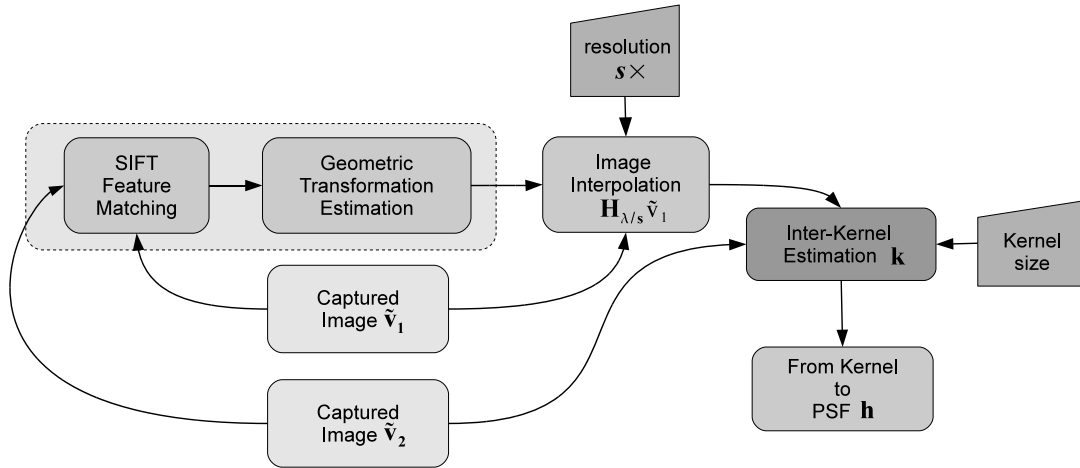 resolution
s×
SIFT
Feature
Matching
Geometric
Transformation
Estimation
Image
Interpolation
H_{λ/s} ṽ_1
Inter-Kernel
Estimation k
Kernel
size
Captured
Image ṽ_1
From Kernel
to
PSF h
Captured
Image ṽ_2